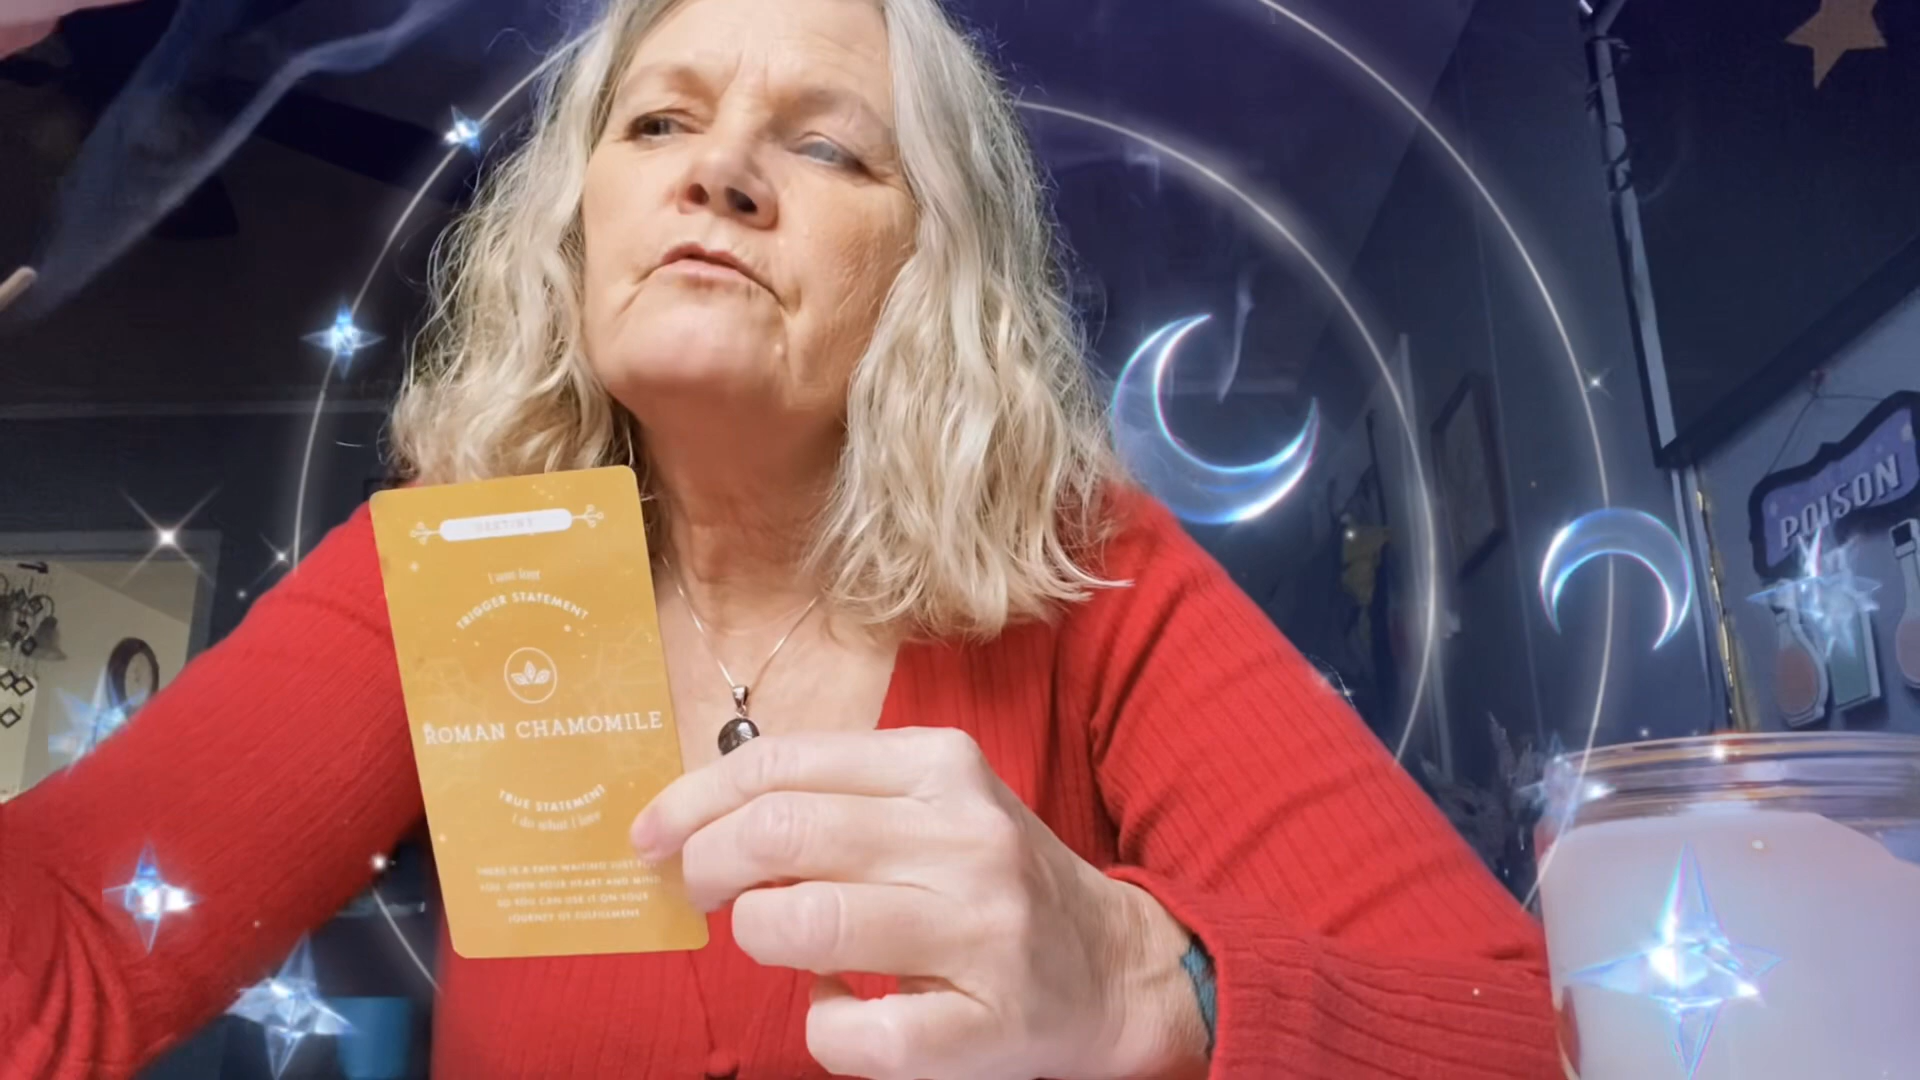 DESTINY
I am lost
TRIGGER STATEMENT
ROMAN CHAMOMILE
TRUE STATEMENT
I do what I love
THERE IS A PATH WAITING JUST
YOU. OPEN YOUR HEART AND MIND
SO YOU CAN USE IT ON YOUR
JOURNEY OF FULFILLMENT.
POISON